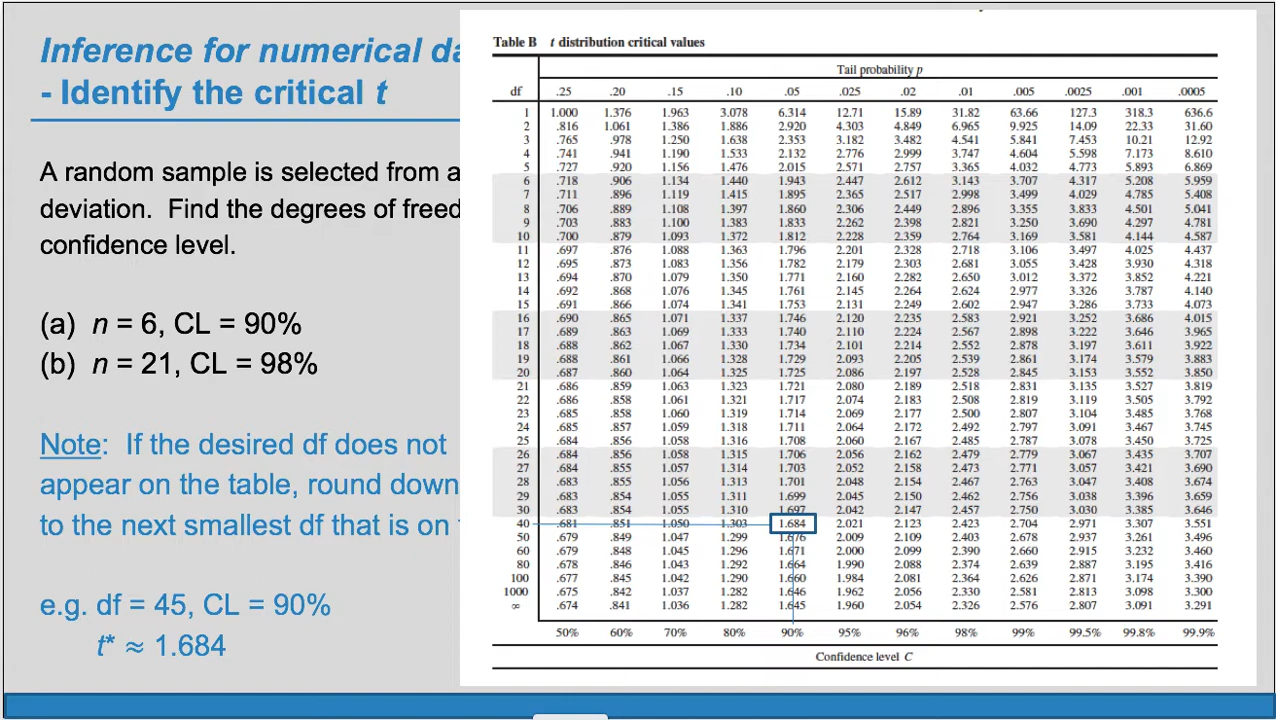 Inference for numerical da
- Identify the critical t
A random sample is selected from a
deviation. Find the degrees of freed
confidence level.
(a) n = 6, CL = 90%
(b) n = 21, CL = 98%
Note: If the desired df does not
appear on the table, round down
to the next smallest df that is on
e.g. df = 45, CL = 90%
t* ≈ 1.684
Table B t distribution critical values
Tail probability p
df .25 .20 .15 .10 .05 .025 .02 .01 .005 .0025 .001 .0005
1 1.000 1.376 1.963 3.078 6.314 12.71 15.89 31.82 63.66 127.3 318.3 636.6
2 .816 1.061 1.386 1.886 2.920 4.303 4.849 6.965 9.925 14.09 22.33 31.60
3 .765 .978 1.250 1.638 2.353 3.182 3.482 4.541 5.841 7.453 10.21 12.92
4 .741 .941 1.190 1.533 2.132 2.776 2.999 3.747 4.604 5.598 7.173 8.610
5 .727 .920 1.156 1.476 2.015 2.571 2.757 3.365 4.032 4.773 5.893 6.869
6 .718 .906 1.134 1.440 1.943 2.447 2.612 3.143 3.707 4.317 5.208 5.959
7 .711 .896 1.119 1.415 1.895 2.365 2.517 2.998 3.499 4.029 4.785 5.408
8 .706 .889 1.108 1.397 1.860 2.306 2.449 2.896 3.355 3.833 4.501 5.041
9 .703 .883 1.100 1.383 1.833 2.262 2.398 2.821 3.250 3.690 4.297 4.781
10 .700 .879 1.093 1.372 1.812 2.228 2.359 2.764 3.169 3.581 4.144 4.587
11 .697 .876 1.088 1.363 1.796 2.201 2.328 2.718 3.106 3.497 4.025 4.437
12 .695 .873 1.083 1.356 1.782 2.179 2.303 2.681 3.055 3.428 3.930 4.318
13 .694 .870 1.079 1.350 1.771 2.160 2.282 2.650 3.012 3.372 3.852 4.221
14 .692 .868 1.076 1.345 1.761 2.145 2.264 2.624 2.977 3.326 3.787 4.140
15 .691 .866 1.074 1.341 1.753 2.131 2.249 2.602 2.947 3.286 3.733 4.073
16 .690 .865 1.071 1.337 1.746 2.120 2.235 2.583 2.921 3.252 3.686 4.015
17 .689 .863 1.069 1.333 1.740 2.110 2.224 2.567 2.898 3.222 3.646 3.965
18 .688 .862 1.067 1.330 1.734 2.101 2.214 2.552 2.878 3.197 3.611 3.922
19 .688 .861 1.066 1.328 1.729 2.093 2.205 2.539 2.861 3.174 3.579 3.883
20 .687 .860 1.064 1.325 1.725 2.086 2.197 2.528 2.845 3.153 3.552 3.850
21 .686 .859 1.063 1.323 1.721 2.080 2.189 2.518 2.831 3.135 3.527 3.819
22 .686 .858 1.061 1.321 1.717 2.074 2.183 2.508 2.819 3.119 3.505 3.792
23 .685 .858 1.060 1.319 1.714 2.069 2.177 2.500 2.807 3.104 3.485 3.768
24 .685 .857 1.059 1.318 1.711 2.064 2.172 2.492 2.797 3.091 3.467 3.745
25 .684 .856 1.058 1.316 1.708 2.060 2.167 2.485 2.787 3.078 3.450 3.725
26 .684 .856 1.058 1.315 1.706 2.056 2.162 2.479 2.779 3.067 3.435 3.707
27 .684 .855 1.057 1.314 1.703 2.052 2.158 2.473 2.771 3.057 3.421 3.690
28 .683 .855 1.056 1.313 1.701 2.048 2.154 2.467 2.763 3.047 3.408 3.674
29 .683 .854 1.055 1.311 1.699 2.045 2.150 2.462 2.756 3.038 3.396 3.659
30 .683 .854 1.055 1.310 1.697 2.042 2.147 2.457 2.750 3.030 3.385 3.646
40 .681 .851 1.050 1.303 1.684 2.021 2.123 2.423 2.704 2.971 3.307 3.551
50 .679 .849 1.047 1.299 1.676 2.009 2.109 2.403 2.678 2.937 3.261 3.496
60 .679 .848 1.045 1.296 1.671 2.000 2.099 2.390 2.660 2.915 3.232 3.460
80 .678 .846 1.043 1.292 1.664 1.990 2.088 2.374 2.639 2.887 3.195 3.416
100 .677 .845 1.042 1.290 1.660 1.984 2.081 2.364 2.626 2.871 3.174 3.390
1000 .675 .842 1.037 1.282 1.646 1.962 2.056 2.330 2.581 2.813 3.098 3.300
∞ .674 .841 1.036 1.282 1.645 1.960 2.054 2.326 2.576 2.807 3.091 3.291
50% 60% 70% 80% 90% 95% 96% 98% 99% 99.5% 99.8% 99.9%
Confidence level C